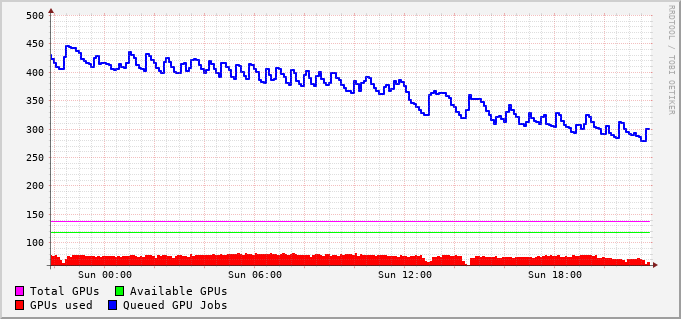 RRDTOOL / TOBI OETIKER
500
450
400
350
300
250
200
150
100
Sun 00:00 Sun 06:00 Sun 12:00 Sun 18:00
Total GPUs Available GPUs
GPUs used Queued GPU Jobs